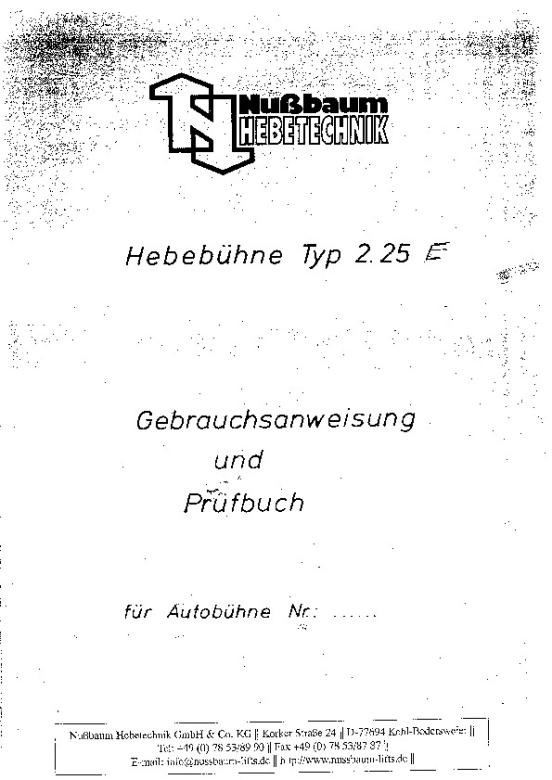 Nußbaum
HEBETECHNIK
Hebebühne Typ 2.25 E
Gebrauchsanweisung
und
Prüfbuch
für Autobühne Nr.: ......
Nußbaum Hebetechnik GmbH & Co. KG || Korker Straße 24 || D-77694 Kehl-Bodersweier ||
Tel: +49 (0) 78 53/89 90 || Fax +49 (0) 78 53/87 87 ||
E-mail: info@nussbaum-lifts.de || http://www.nussbaum-lifts.de ||